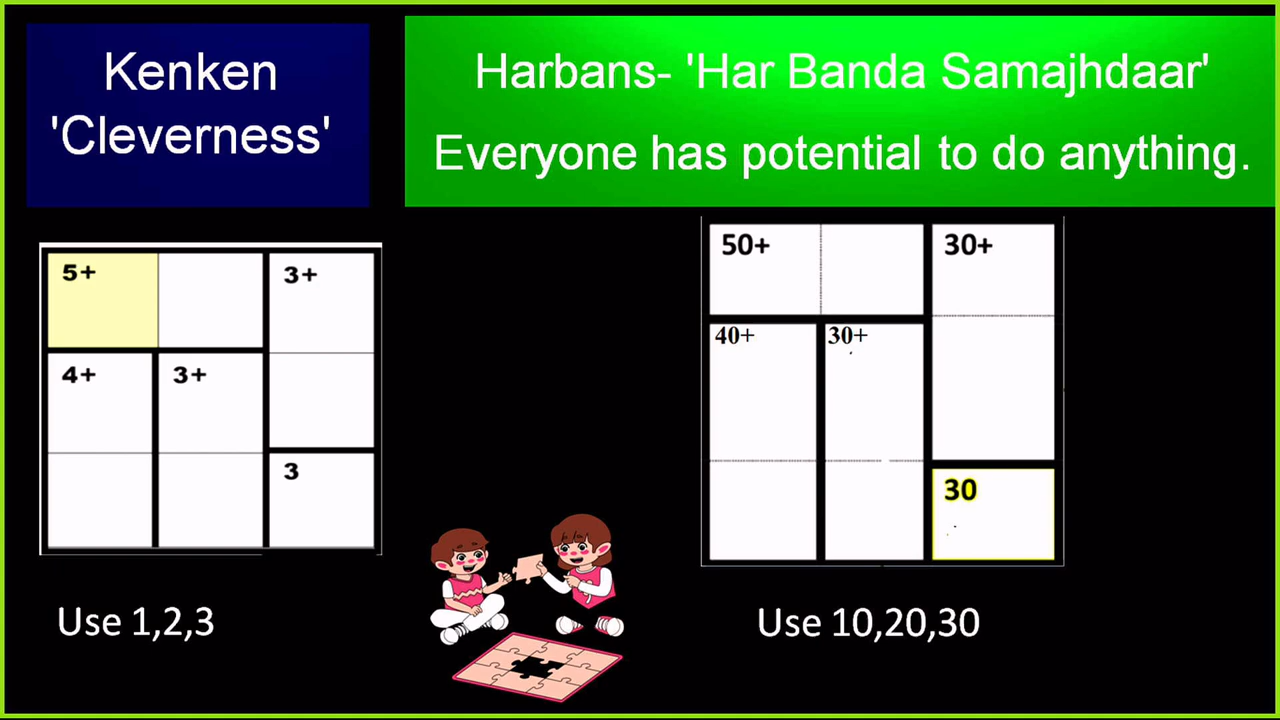 Kenken
'Cleverness'
Harbans- 'Har Banda Samajhdaar'
Everyone has potential to do anything.
5+ 3+
4+ 3+
3
Use 1,2,3
50+ 30+
40+ 30+
30
Use 10,20,30